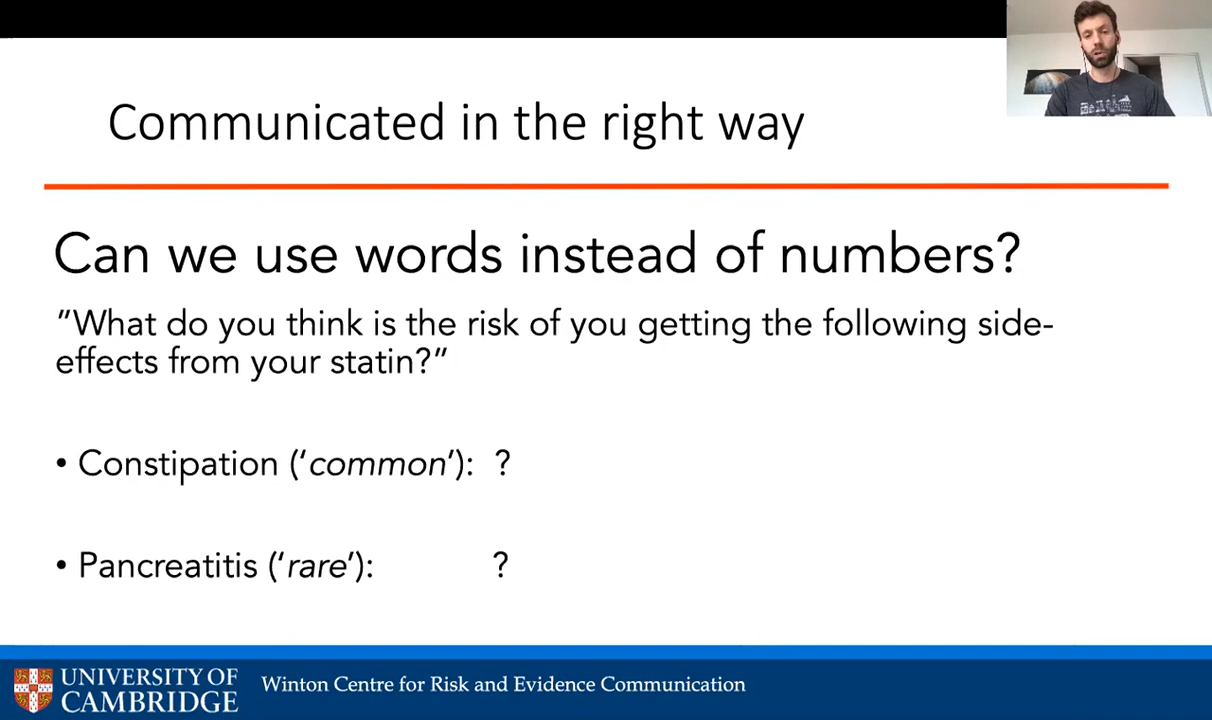 Communicated in the right way
Can we use words instead of numbers?
”What do you think is the risk of you getting the following side-
effects from your statin?”
• Constipation (‘common’): ?
• Pancreatitis (‘rare’): ?
UNIVERSITY OF
CAMBRIDGE
Winton Centre for Risk and Evidence Communication